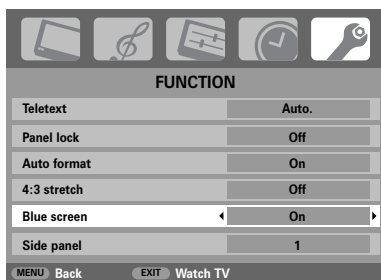 FUNCTION
Teletext Auto.
Panel lock Off
Auto format On
4:3 stretch Off
Blue screen On
Side panel 1
MENU Back EXIT Watch TV